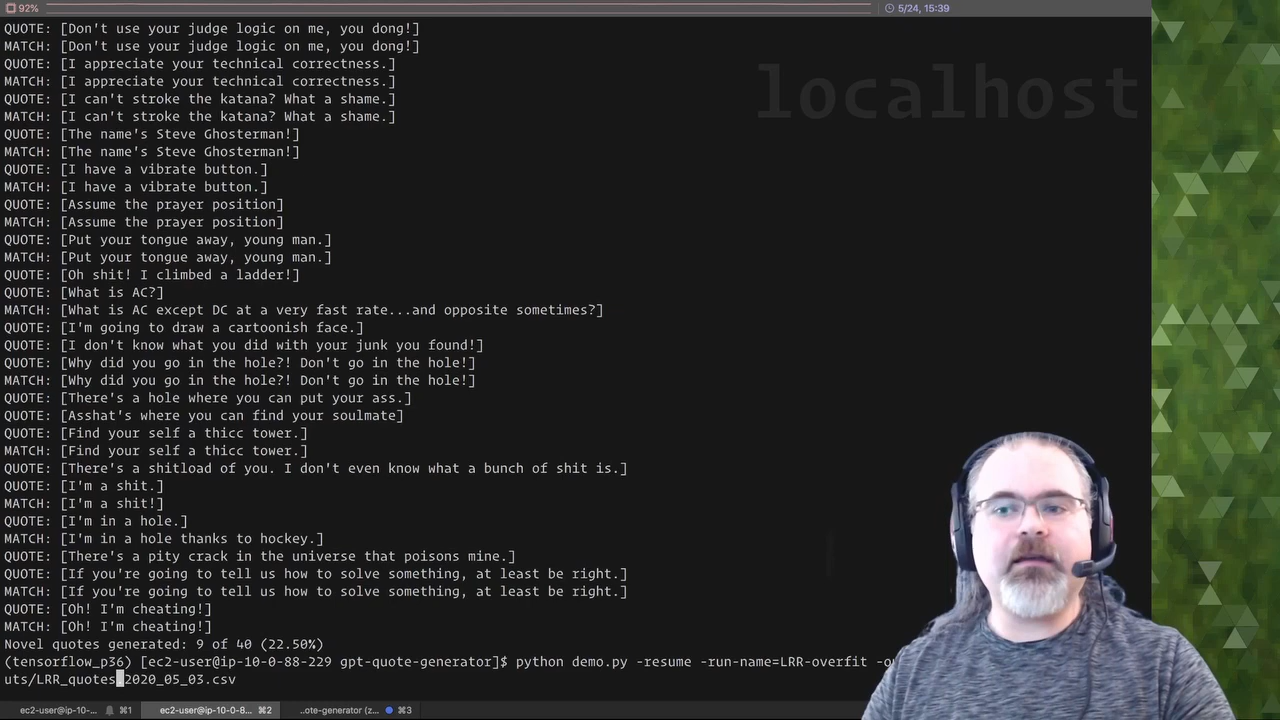 92%
5/24, 15:39
localhost
QUOTE: [Don't use your judge logic on me, you dong!]
MATCH: [Don't use your judge logic on me, you dong!]
QUOTE: [I appreciate your technical correctness.]
MATCH: [I appreciate your technical correctness.]
QUOTE: [I can't stroke the katana? What a shame.]
MATCH: [I can't stroke the katana? What a shame.]
QUOTE: [The name's Steve Ghosterman!]
MATCH: [The name's Steve Ghosterman!]
QUOTE: [I have a vibrate button.]
MATCH: [I have a vibrate button.]
QUOTE: [Assume the prayer position]
MATCH: [Assume the prayer position]
QUOTE: [Put your tongue away, young man.]
MATCH: [Put your tongue away, young man.]
QUOTE: [Oh shit! I climbed a ladder!]
QUOTE: [What is AC?]
MATCH: [What is AC except DC at a very fast rate...and opposite sometimes?]
QUOTE: [I'm going to draw a cartoonish face.]
QUOTE: [I don't know what you did with your junk you found!]
QUOTE: [Why did you go in the hole?! Don't go in the hole!]
MATCH: [Why did you go in the hole?! Don't go in the hole!]
QUOTE: [There's a hole where you can put your ass.]
QUOTE: [Asshat's where you can find your soulmate]
QUOTE: [Find your self a thicc tower.]
MATCH: [Find your self a thicc tower.]
QUOTE: [There's a shitload of you. I don't even know what a bunch of shit is.]
QUOTE: [I'm a shit.]
MATCH: [I'm a shit!]
QUOTE: [I'm in a hole.]
MATCH: [I'm in a hole thanks to hockey.]
QUOTE: [There's a pity crack in the universe that poisons mine.]
QUOTE: [If you're going to tell us how to solve something, at least be right.]
MATCH: [If you're going to tell us how to solve something, at least be right.]
QUOTE: [Oh! I'm cheating!]
MATCH: [Oh! I'm cheating!]
Novel quotes generated: 9 of 40 (22.50%)
(tensorflow_p36) [ec2-user@ip-10-0-88-229 gpt-quote-generator]$ python demo.py -resume -run-name=LRR-overfit
uts/LRR_quotes_2020_05_03.csv
ec2-user@ip-10-... ⌘1 ec2-user@ip-10-0-8... ⌘2 ..ote-generator (z... ⌘3